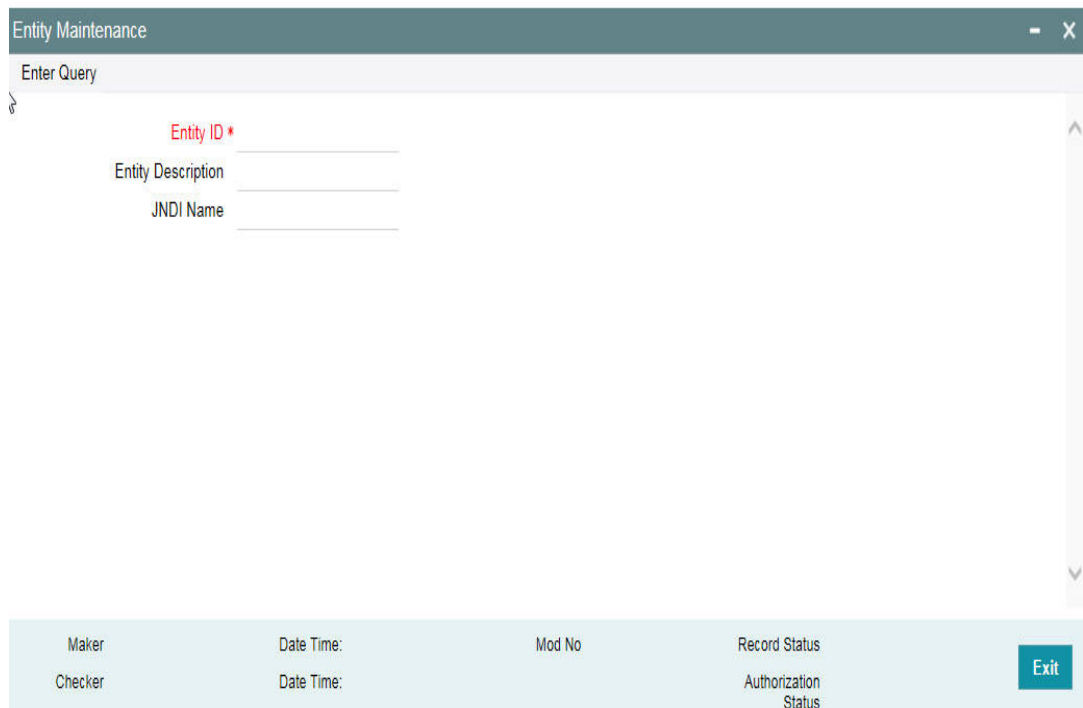 Entity Maintenance - X
Enter Query
Entity ID *
Entity Description
JNDI Name
Maker Date Time: Mod No Record Status
Exit
Checker Date Time: Authorization
Status